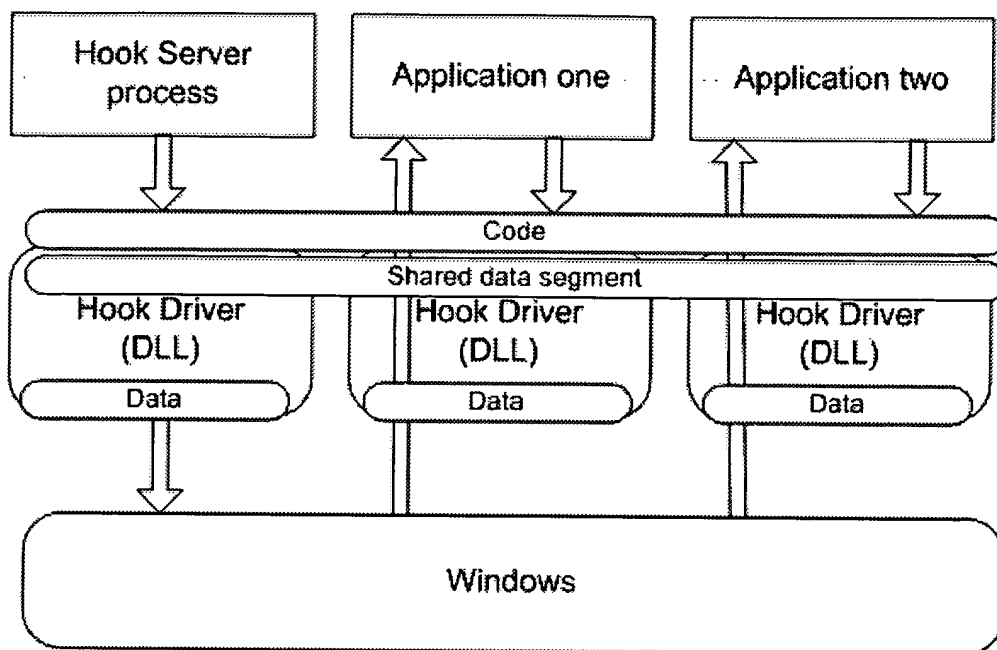 Hook Server
process
Application one
Application two
Code
Shared data segment
Hook Driver
(DLL)
Hook Driver
(DLL)
Hook Driver
(DLL)
Data
Data
Data
Windows